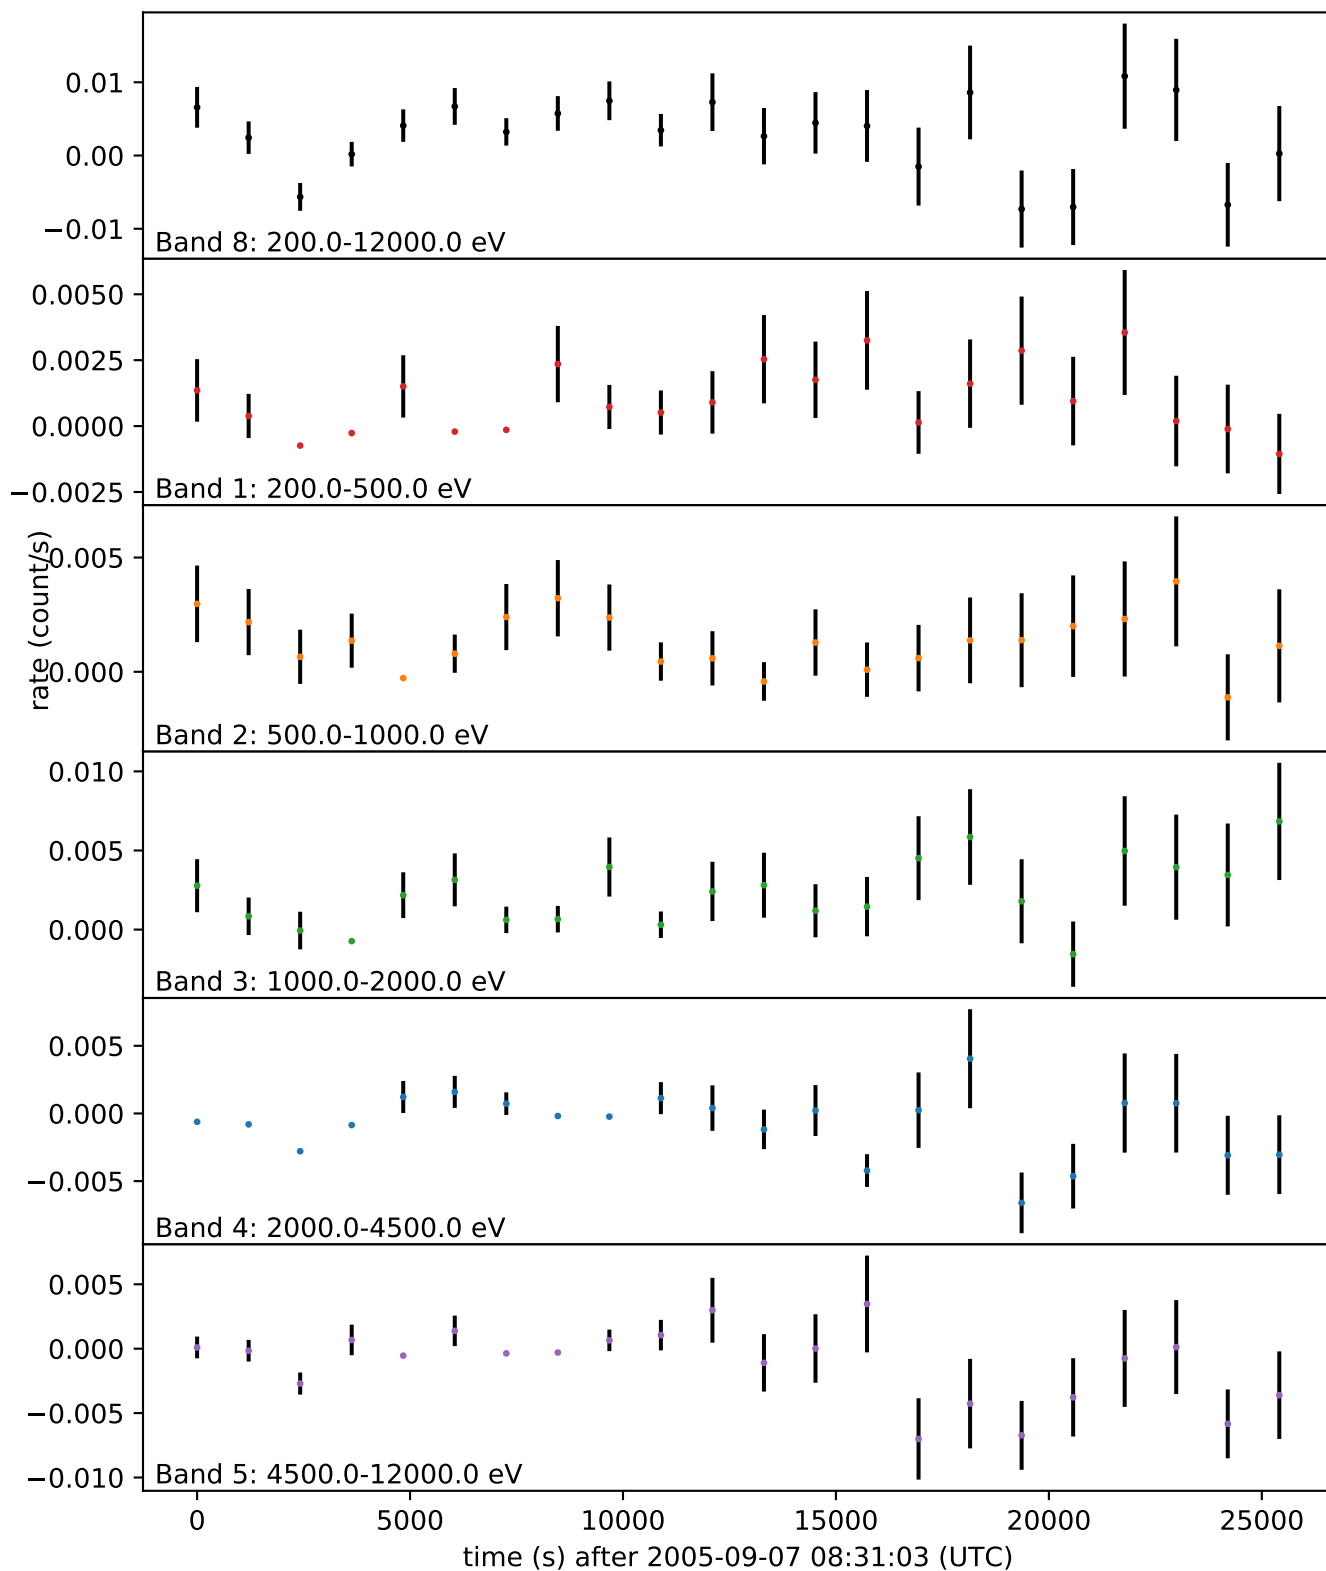 0.01
0.00
−0.01
Band 8: 200.0-12000.0 eV
0.0050
0.0025
0.0000
−0.0025
Band 1: 200.0-500.0 eV
rate (count/s)
0.005
0.000
Band 2: 500.0-1000.0 eV
0.010
0.005
0.000
Band 3: 1000.0-2000.0 eV
0.005
0.000
−0.005
Band 4: 2000.0-4500.0 eV
0.005
0.000
−0.005
−0.010
Band 5: 4500.0-12000.0 eV
0 5000 10000 15000 20000 25000
time (s) after 2005-09-07 08:31:03 (UTC)